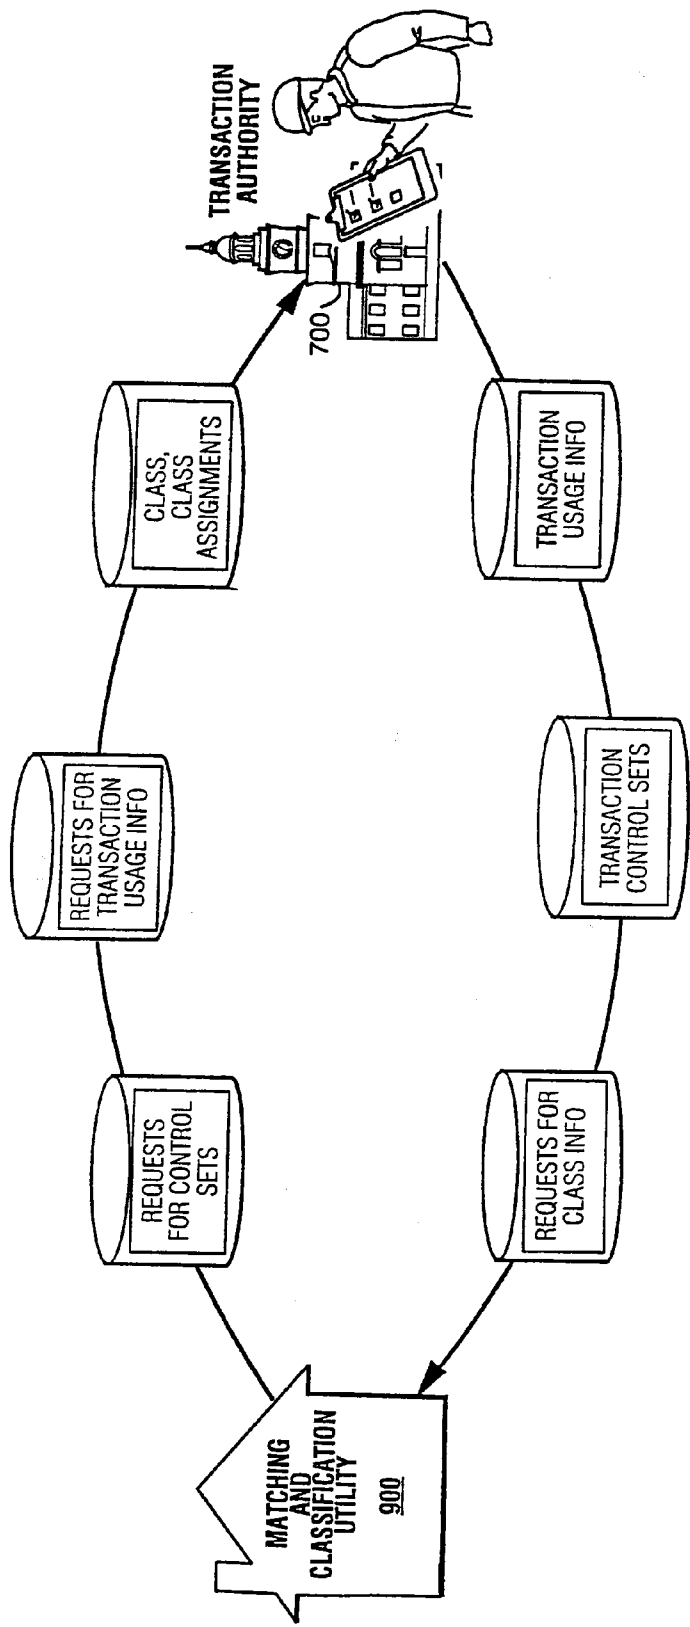 REQUESTS
FOR CONTROL
SETS
REQUESTS FOR
TRANSACTION
USAGE INFO
CLASS,
CLASS
ASSIGNMENTS
TRANSACTION
AUTHORITY
700
MATCHING
AND
CLASSIFICATION
UTILITY
900
REQUESTS FOR
CLASS INFO
TRANSACTION
CONTROL SETS
TRANSACTION
USAGE INFO